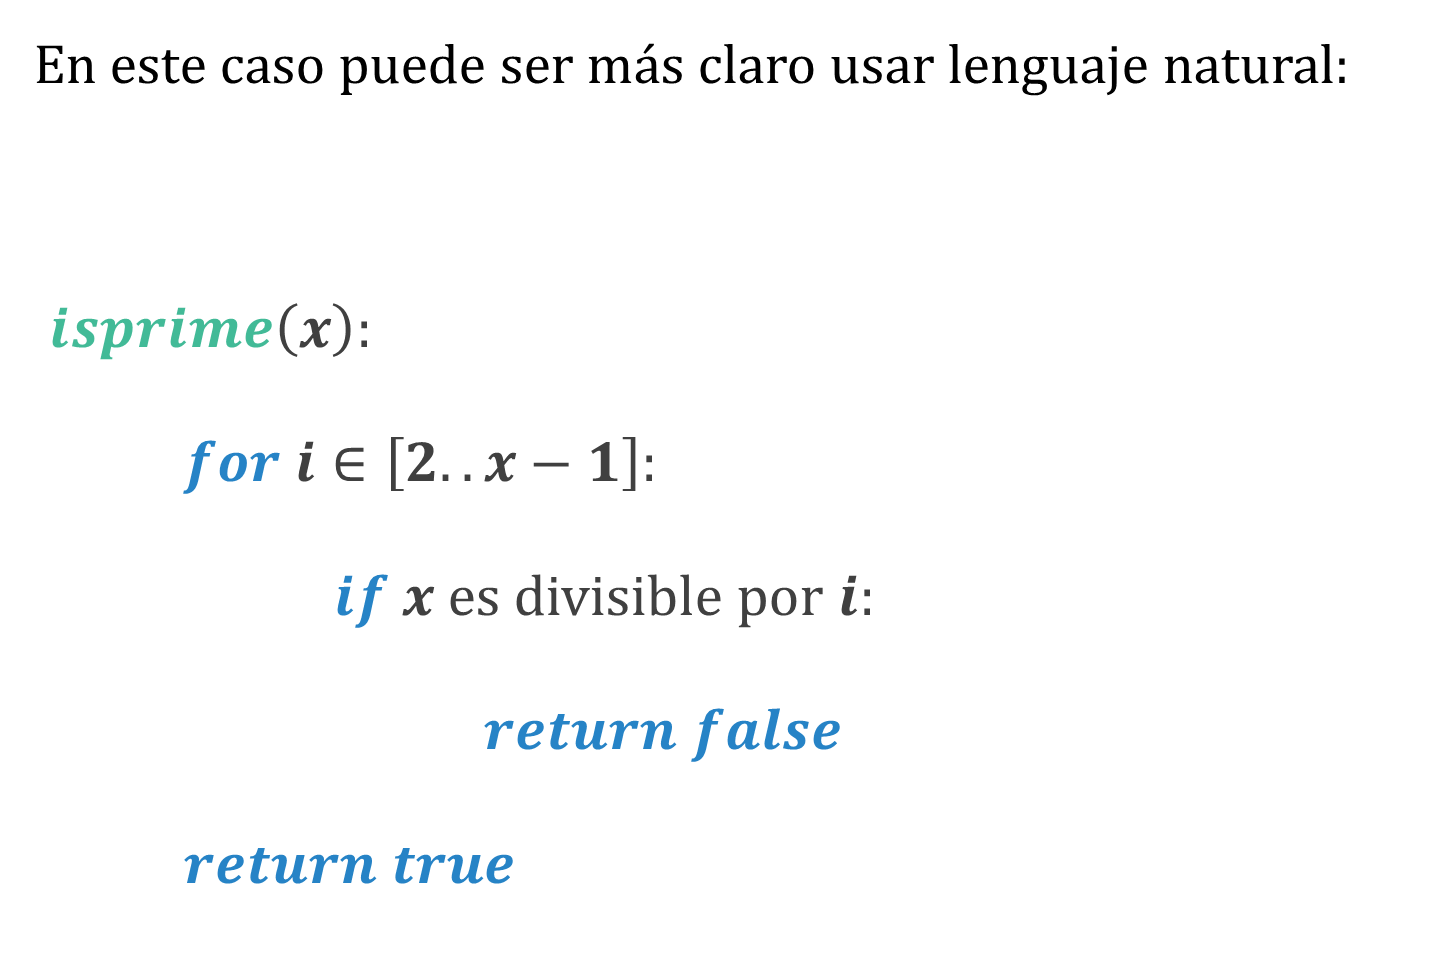 En este caso puede ser más claro usar lenguaje natural:
isprime(x):
for i ∈ [2..x − 1]:
if x es divisible por i:
return false
return true